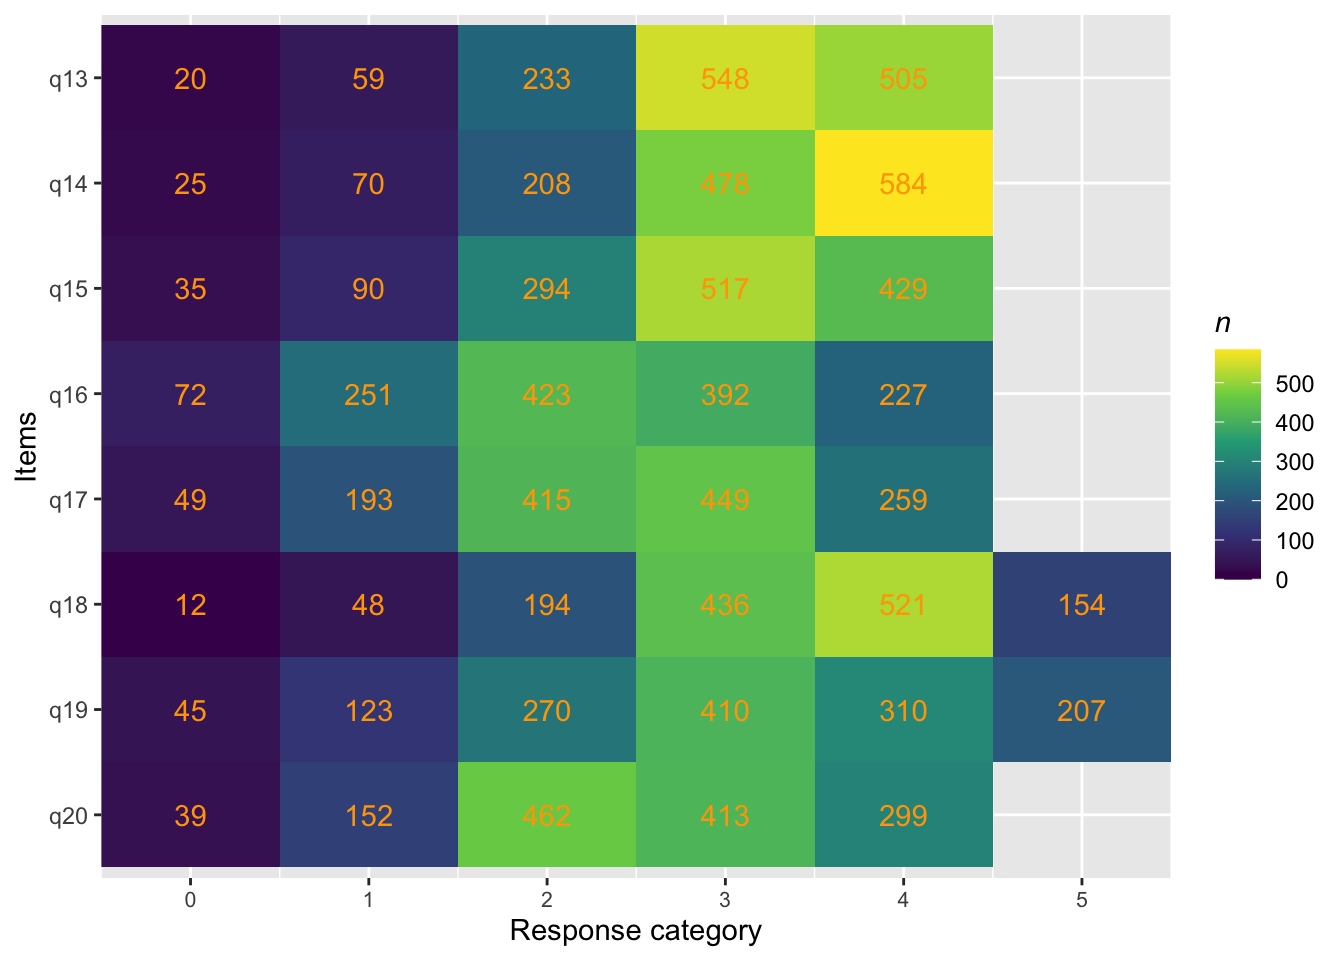 q13 20 59 233 548 505
q14 25 70 208 478 584
q15 35 90 294 517 429
q16 72 251 423 392 227
q17 49 193 415 449 259
q18 12 48 194 436 521 154
q19 45 123 270 410 310 207
q20 39 152 462 413 299
0 1 2 3 4 5
Response category
Items
n
500
400
300
200
100
0